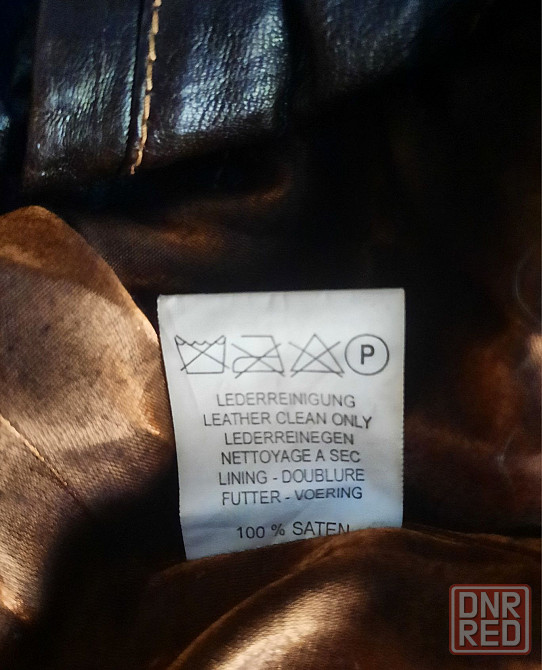 P
LEDERREINIGUNG
LEATHER CLEAN ONLY
LEDERREINEGEN
NETTOYAGE A SEC
LINING - DOUBLURE
FUTTER - VOERING
100 % SATEN
DNR
RED